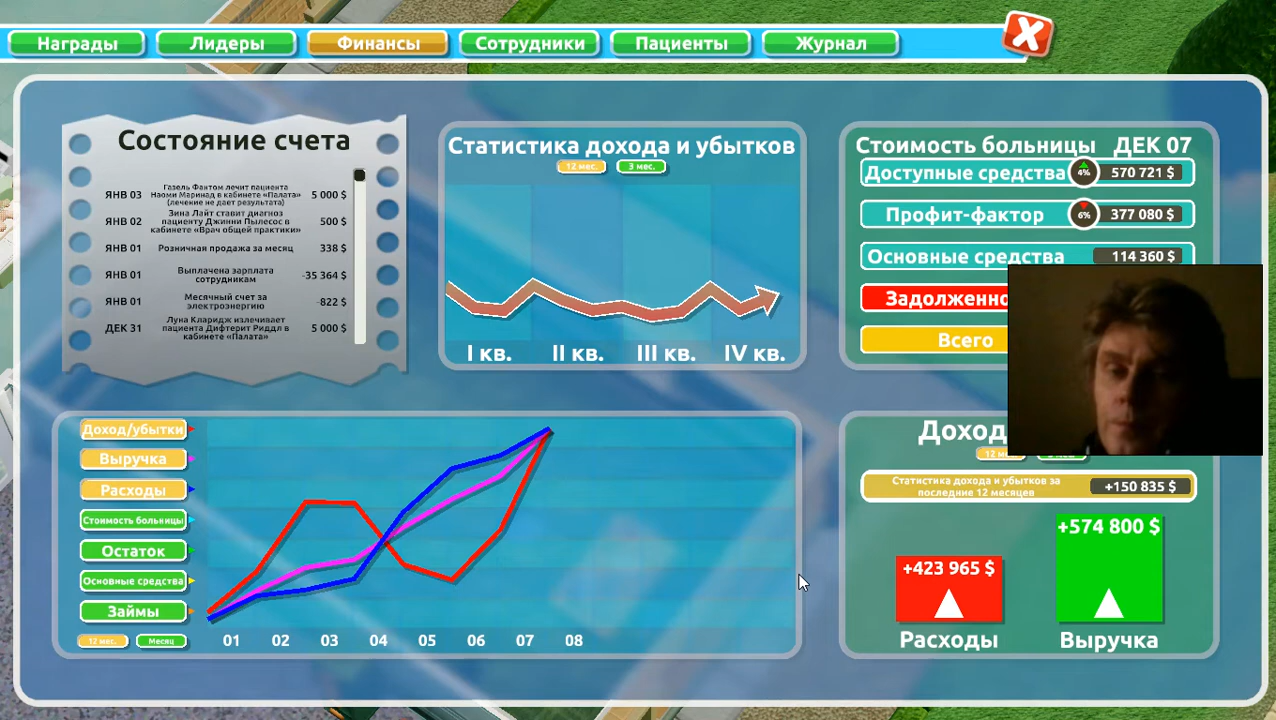 Награды
Лидеры
Финансы
Сотрудники
Пациенты
Журнал
Состояние счета
ЯНВ 03 Газель Фантом лечит пациента Наоми Маринад в кабинете «Палата» (лечение не дает результата) 5 000 $
ЯНВ 02 Зина Лайт ставит диагноз пациенту Джинни Пылесос в кабинете «Врач общей практики» 500 $
ЯНВ 01 Розничная продажа за месяц 338 $
ЯНВ 01 Выплачена зарплата сотрудникам -35 364 $
ЯНВ 01 Месячный счет за электроэнергию -822 $
ДЕК 31 Луна Кларидж излечивает пациента Дифтерит Риддл в кабинете «Палата» 5 000 $
Статистика дохода и убытков
12 мес. 3 мес.
I кв. II кв. III кв. IV кв.
Стоимость больницы ДЕК 07
Доступные средства 4% 570 721 $
Профит-фактор 6% 377 080 $
Основные средства 114 360 $
Задолженно
Всего
Доход/убытки
Выручка
Расходы
Стоимость больницы
Остаток
Основные средства
Займы
12 мес. Месяц
01 02 03 04 05 06 07 08
Доход
12 мес
Статистика дохода и убытков за
последние 12 месяцев +150 835 $
+423 965 $
+574 800 $
Расходы
Выручка